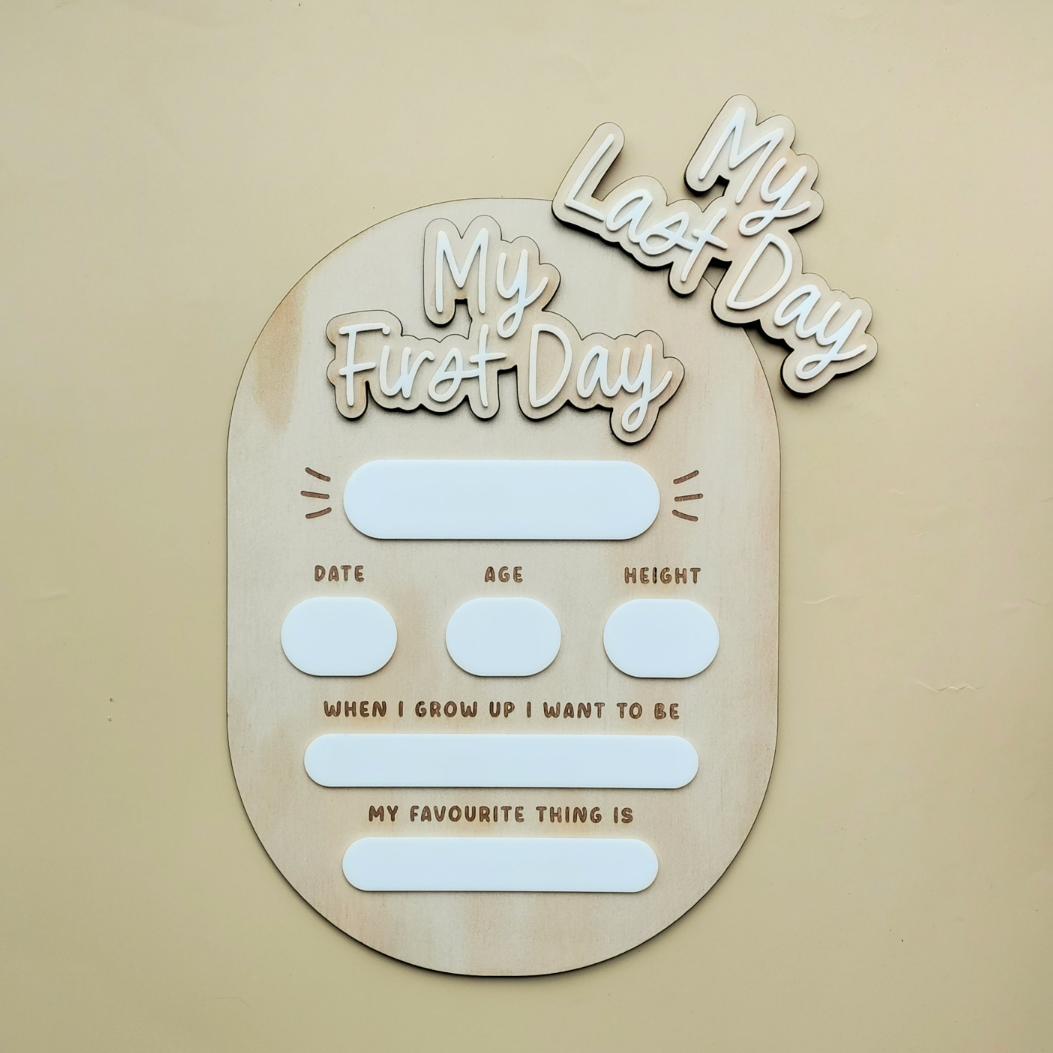 My
Last Day
My
First Day
DATE AGE HEIGHT
WHEN I GROW UP I WANT TO BE
MY FAVOURITE THING IS